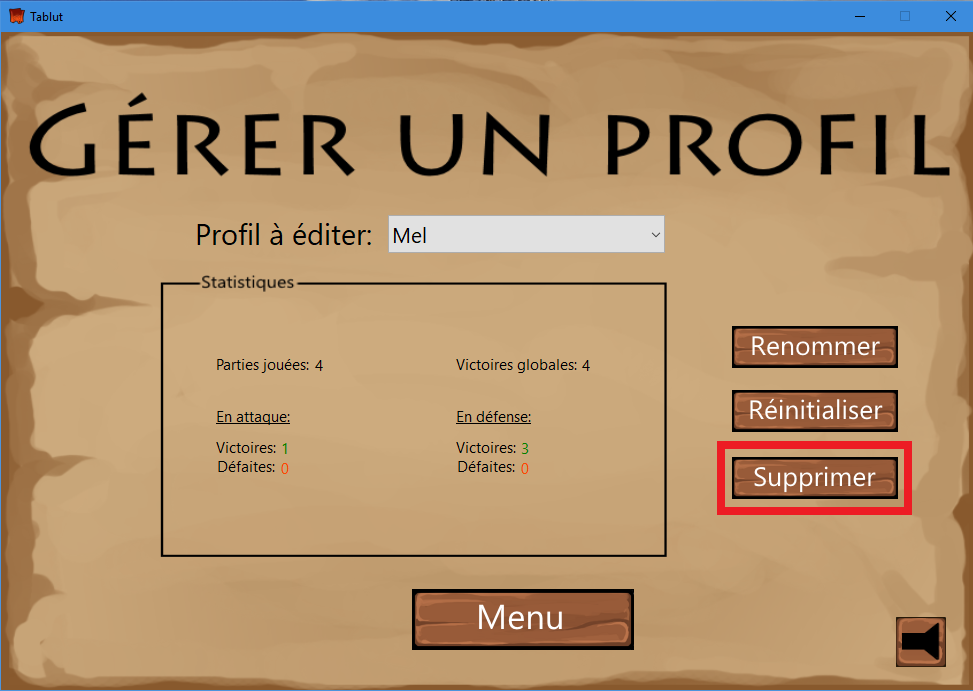 Tablut
GÉRER UN PROFIL
Profil à éditer: Mel
Statistiques
Parties jouées: 4 Victoires globales: 4
En attaque: En défense:
Victoires: 1 Victoires: 3
Défaites: 0 Défaites: 0
Renommer
Réinitialiser
Supprimer
Menu